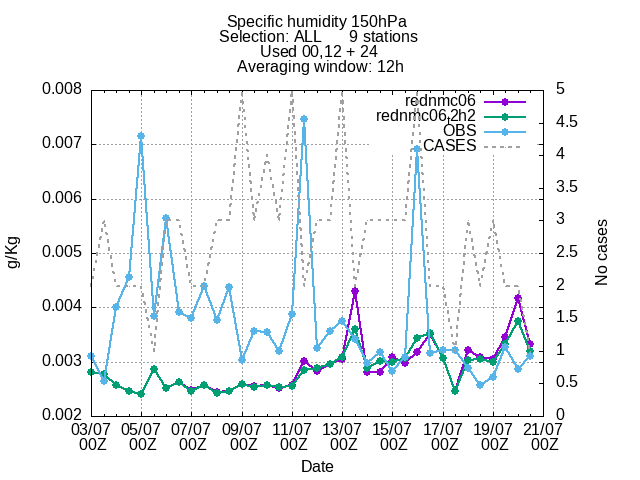 Specific humidity 150hPa
Selection: ALL 9 stations
Used 00,12 + 24
Averaging window: 12h
rednmc06
rednmc06,2h2
OBS
CASES
g/Kg
0.008
0.007
0.006
0.005
0.004
0.003
0.002
5
4.5
4
3.5
3
2.5
2
1.5
1
0.5
0
No cases
03/07 05/07 07/07 09/07 11/07 13/07 15/07 17/07 19/07 21/07
00Z 00Z 00Z 00Z 00Z 00Z 00Z 00Z 00Z 00Z
Date